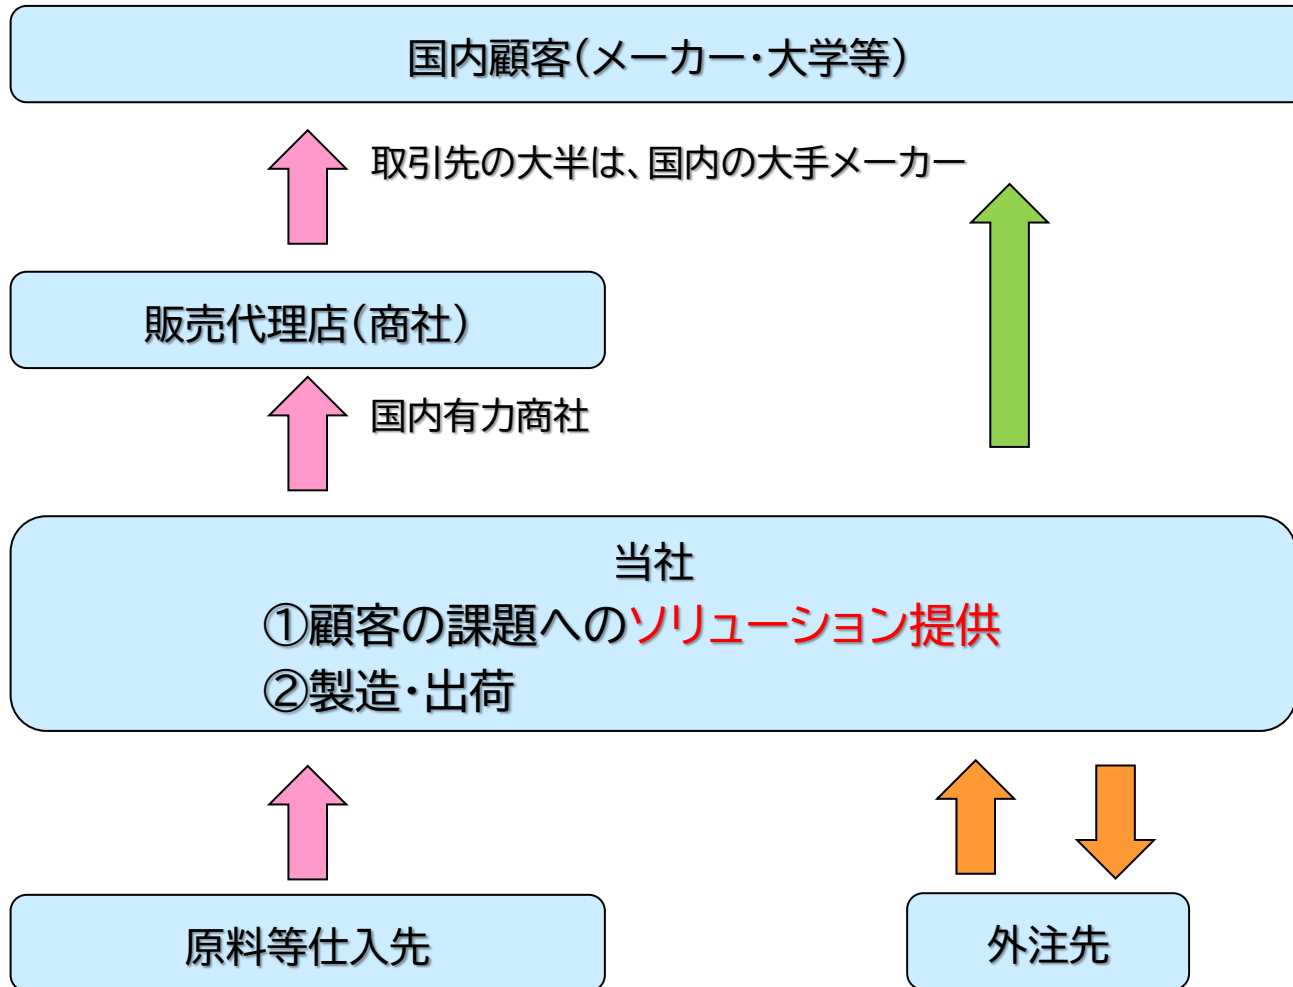 国内顧客(メーカー・大学等)
取引先の大半は、国内の大手メーカー
販売代理店(商社)
国内有力商社
当社
①顧客の課題へのソリューション提供
②製造・出荷
原料等仕入先
外注先